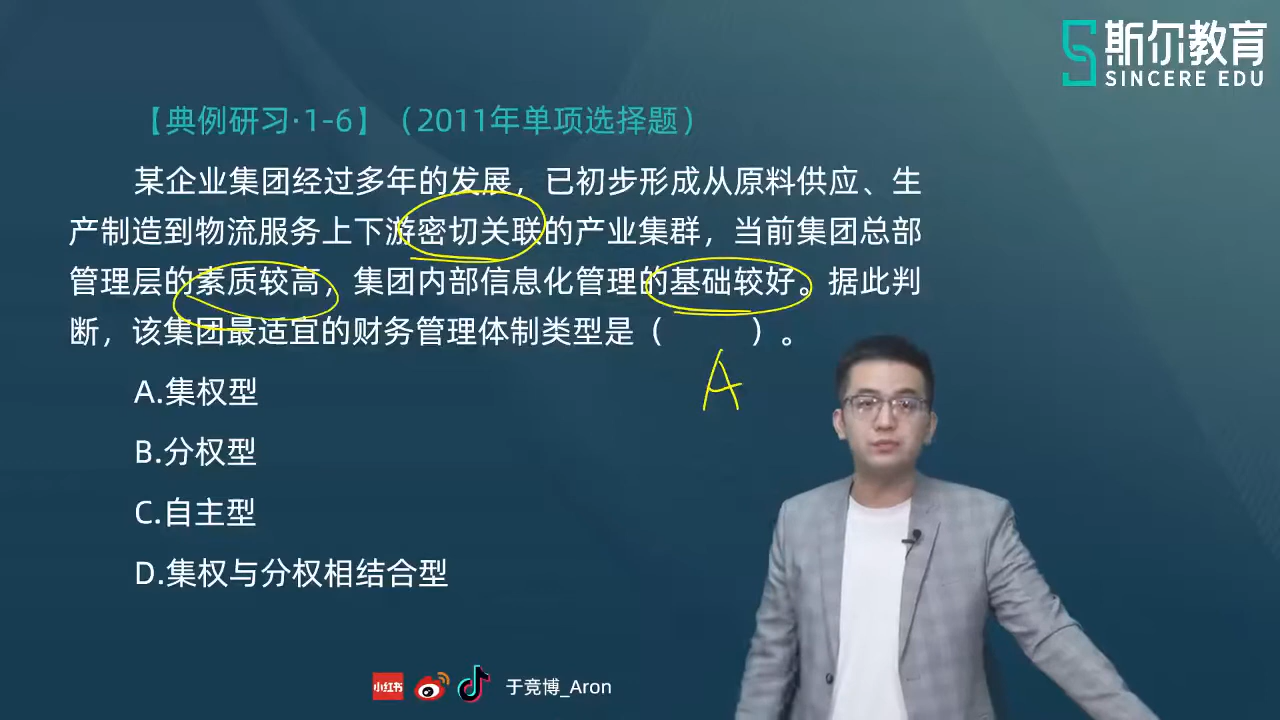 斯尔教育
SINCERE EDU
【典例研习·1-6】（2011年单项选择题）
某企业集团经过多年的发展，已初步形成从原料供应、生
产制造到物流服务上下游密切关联的产业集群，当前集团总部
管理层的素质较高，集团内部信息化管理的基础较好。据此判
断，该集团最适宜的财务管理体制类型是（　　）。
A
A.集权型
B.分权型
C.自主型
D.集权与分权相结合型
小红书
于竞博_Aron